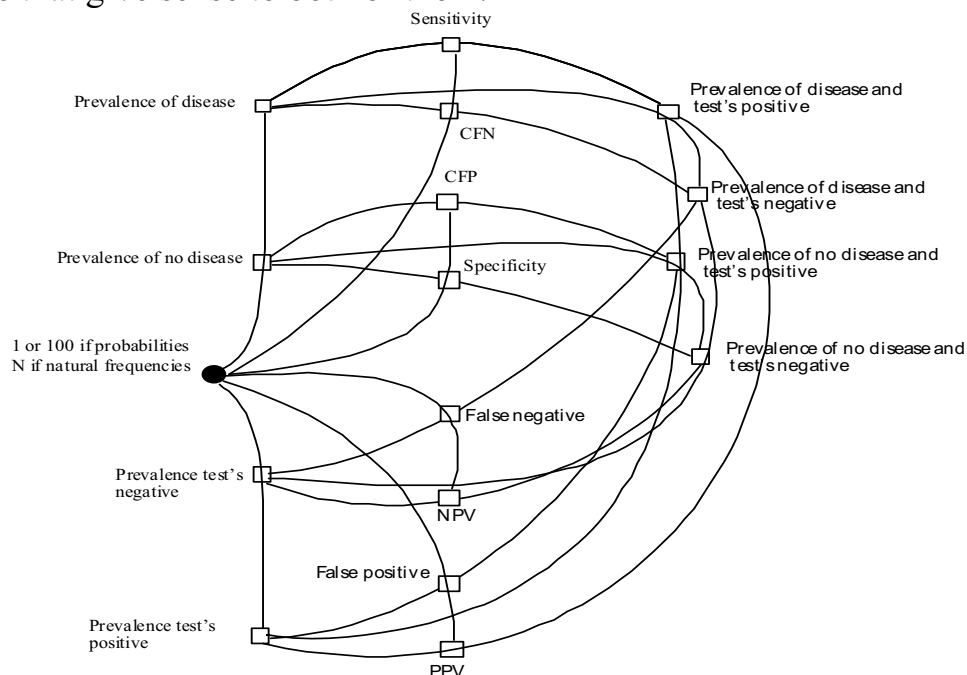 Sensitivity
Prevalence of disease
Prevalence of disease and
test's positive
CFN
CFP
Prevalence of disease and
test's negative
Prevalence of no disease
Specificity
Prevalence of no disease and
test's positive
1 or 100 if probabilities
N if natural frequencies
Prevalence of no disease and
test's negative
False negative
Prevalence test's
negative
NPV
False positive
Prevalence test's
positive
PPV